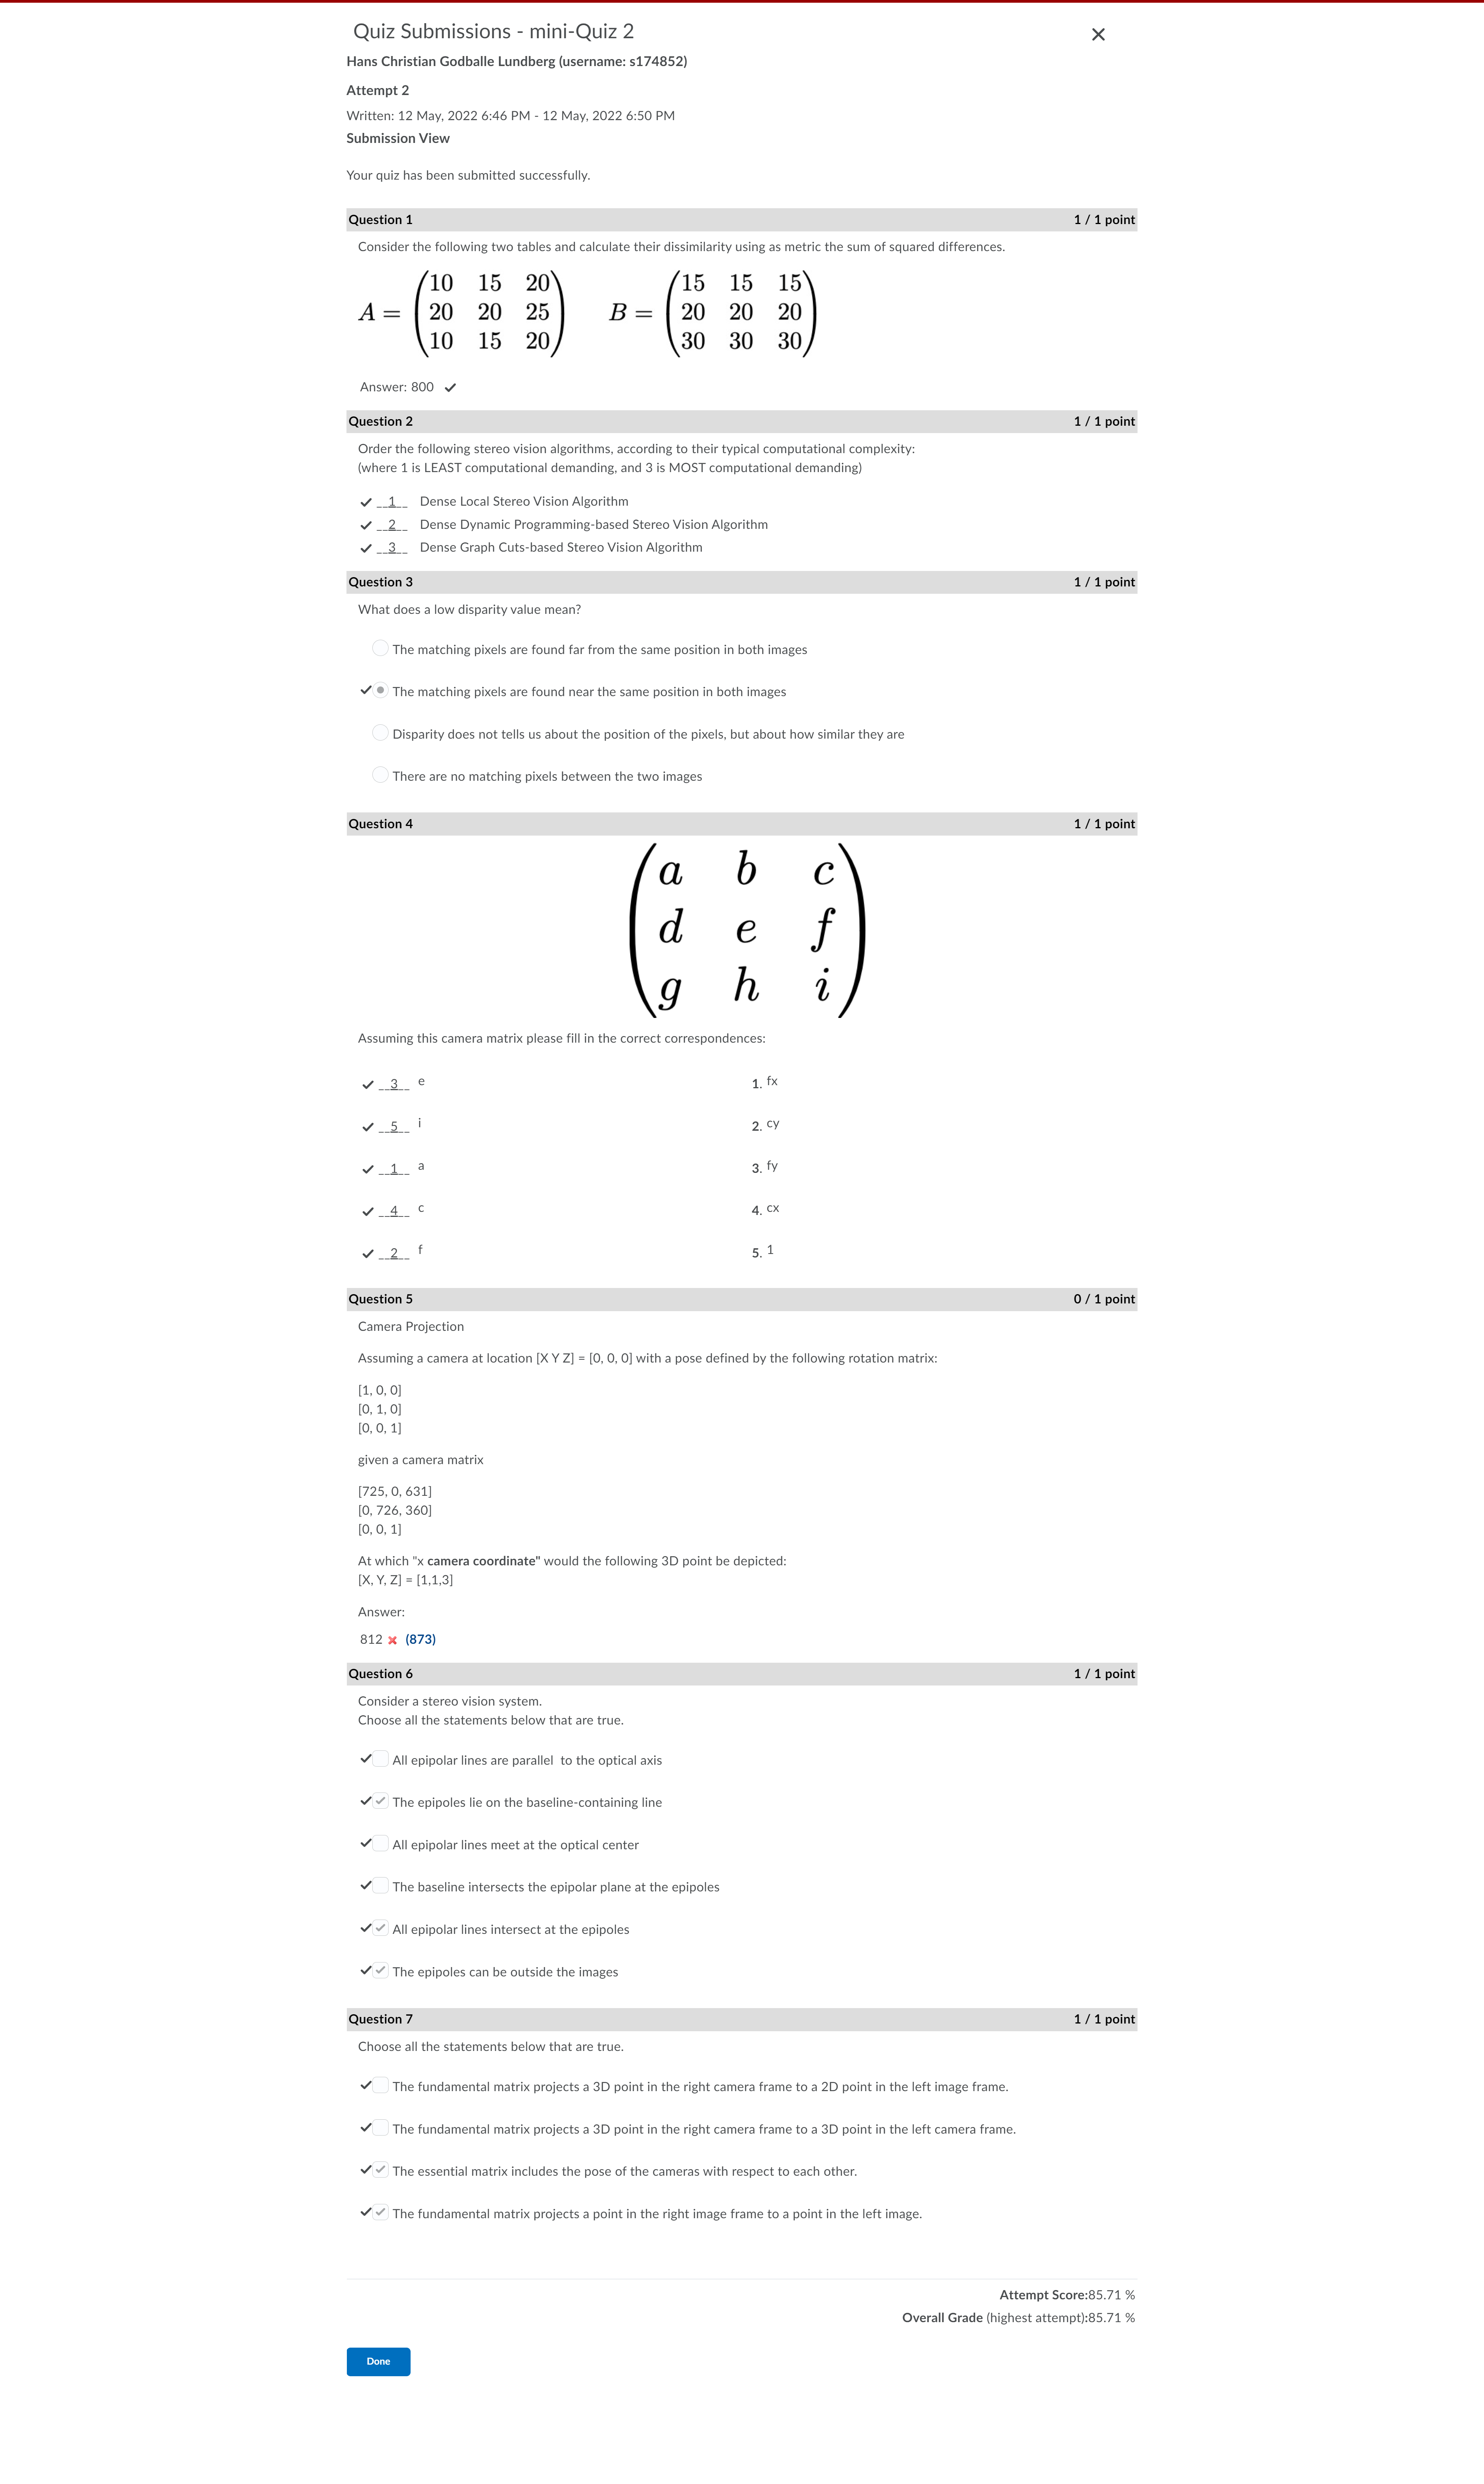 Quiz Submissions - mini-Quiz 2
Hans Christian Godballe Lundberg (username: s174852)
Attempt 2
Written: 12 May, 2022 6:46 PM - 12 May, 2022 6:50 PM
Submission View
Your quiz has been submitted successfully.
Question 1 1 / 1 point
Consider the following two tables and calculate their dissimilarity using as metric the sum of squared differences.
10 15 20 15 15 15
A = 20 20 25 B = 20 20 20
10 15 20 30 30 30
Answer: 800
Question 2 1 / 1 point
Order the following stereo vision algorithms, according to their typical computational complexity:
(where 1 is LEAST computational demanding, and 3 is MOST computational demanding)
__1__ Dense Local Stereo Vision Algorithm
__2__ Dense Dynamic Programming-based Stereo Vision Algorithm
__3__ Dense Graph Cuts-based Stereo Vision Algorithm
Question 3 1 / 1 point
What does a low disparity value mean?
The matching pixels are found far from the same position in both images
The matching pixels are found near the same position in both images
Disparity does not tells us about the position of the pixels, but about how similar they are
There are no matching pixels between the two images
Question 4 1 / 1 point
a b c
d e f
g h i
Assuming this camera matrix please fill in the correct correspondences:
__3__ e 1. fx
__5__ i 2. cy
__1__ a 3. fy
__4__ c 4. cx
__2__ f 5. 1
Question 5 0 / 1 point
Camera Projection
Assuming a camera at location [X Y Z] = [0, 0, 0] with a pose defined by the following rotation matrix:
[1, 0, 0]
[0, 1, 0]
[0, 0, 1]
given a camera matrix
[725, 0, 631]
[0, 726, 360]
[0, 0, 1]
At which "x camera coordinate" would the following 3D point be depicted:
[X, Y, Z] = [1,1,3]
Answer:
812 (873)
Question 6 1 / 1 point
Consider a stereo vision system.
Choose all the statements below that are true.
All epipolar lines are parallel to the optical axis
The epipoles lie on the baseline-containing line
All epipolar lines meet at the optical center
The baseline intersects the epipolar plane at the epipoles
All epipolar lines intersect at the epipoles
The epipoles can be outside the images
Question 7 1 / 1 point
Choose all the statements below that are true.
The fundamental matrix projects a 3D point in the right camera frame to a 2D point in the left image frame.
The fundamental matrix projects a 3D point in the right camera frame to a 3D point in the left camera frame.
The essential matrix includes the pose of the cameras with respect to each other.
The fundamental matrix projects a point in the right image frame to a point in the left image.
Attempt Score:85.71 %
Overall Grade (highest attempt):85.71 %
Done